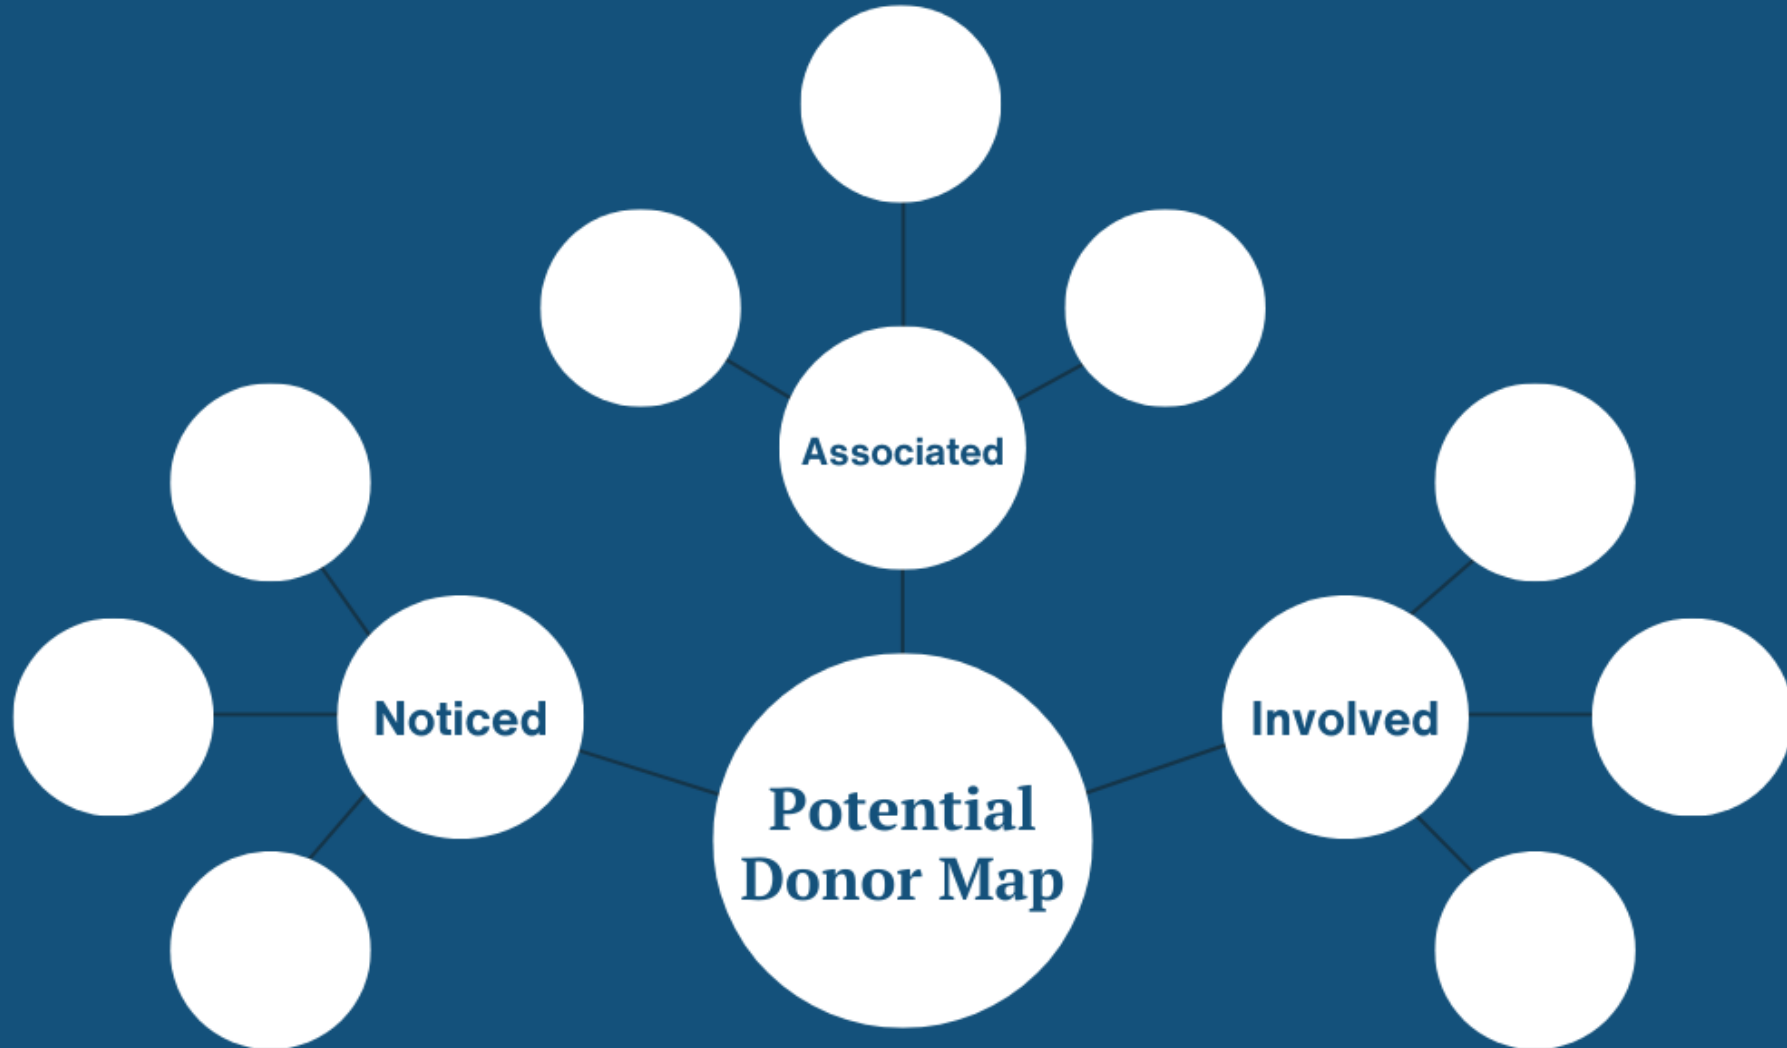 Associated
Noticed
Involved
Potential
Donor Map